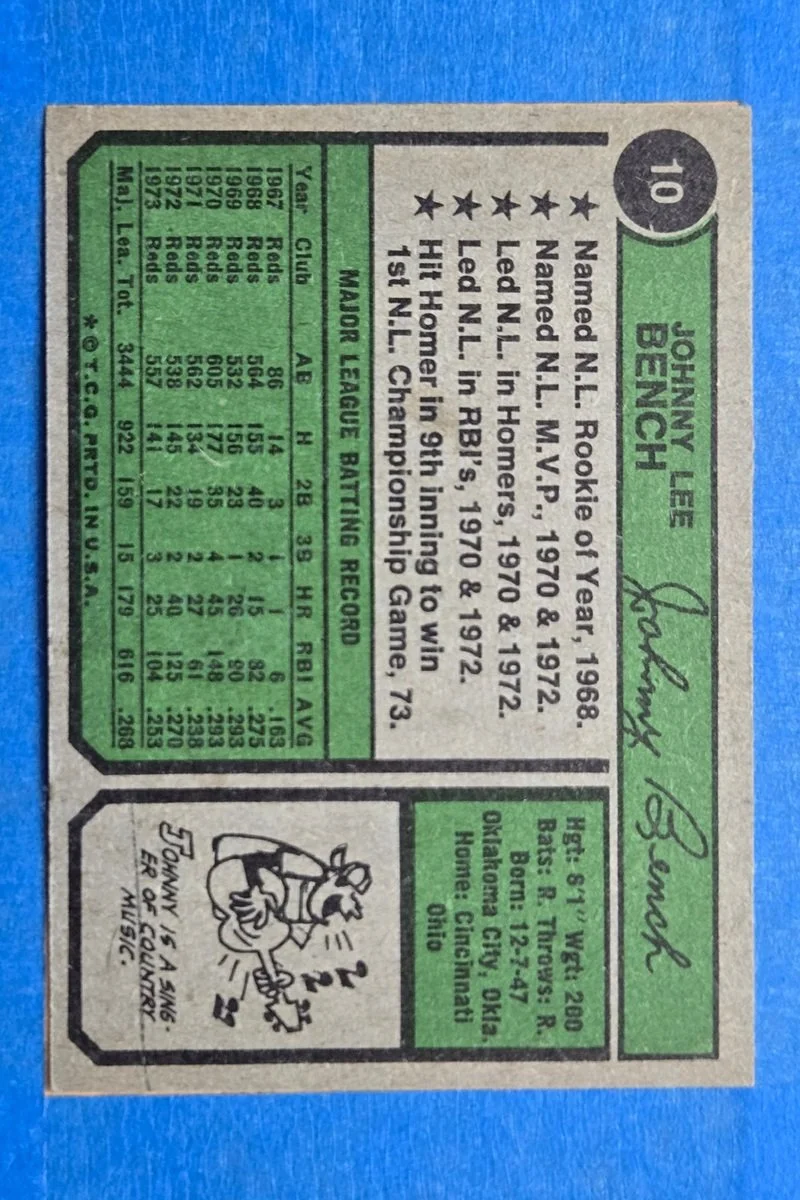 10
JOHNNY LEE
BENCH
Johnny Bench
★ Named N.L. Rookie of Year, 1968.
★ Named N.L. M.V.P., 1970 & 1972.
★ Led N.L. in Homers, 1970 & 1972.
★ Led N.L. in RBI's, 1970 & 1972.
★ Hit Homer in 9th inning to win
1st N.L. Championship Game, 73.
MAJOR LEAGUE BATTING RECORD
Year Club AB H 2B 3B HR RBI AVG
1967 Reds 86 14 3 1 1 6 .163
1968 Reds 564 155 40 2 15 82 .275
1969 Reds 532 156 23 1 26 90 .293
1970 Reds 605 177 35 4 45 148 .293
1971 Reds 562 134 19 2 27 61 .238
1972 Reds 538 145 22 2 40 125 .270
1973 Reds 557 141 17 3 25 104 .253
Maj. Lea. Tot. 3444 922 159 15 179 616 .268
* © T.C.G. PRTD. IN U.S.A.
Hgt: 6'1" Wgt: 200
Bats: R. Throws: R.
Born: 12-7-47
Oklahoma City, Okla.
Home: Cincinnati
Ohio
JOHNNY IS A SING-
ER OF COUNTRY
MUSIC.